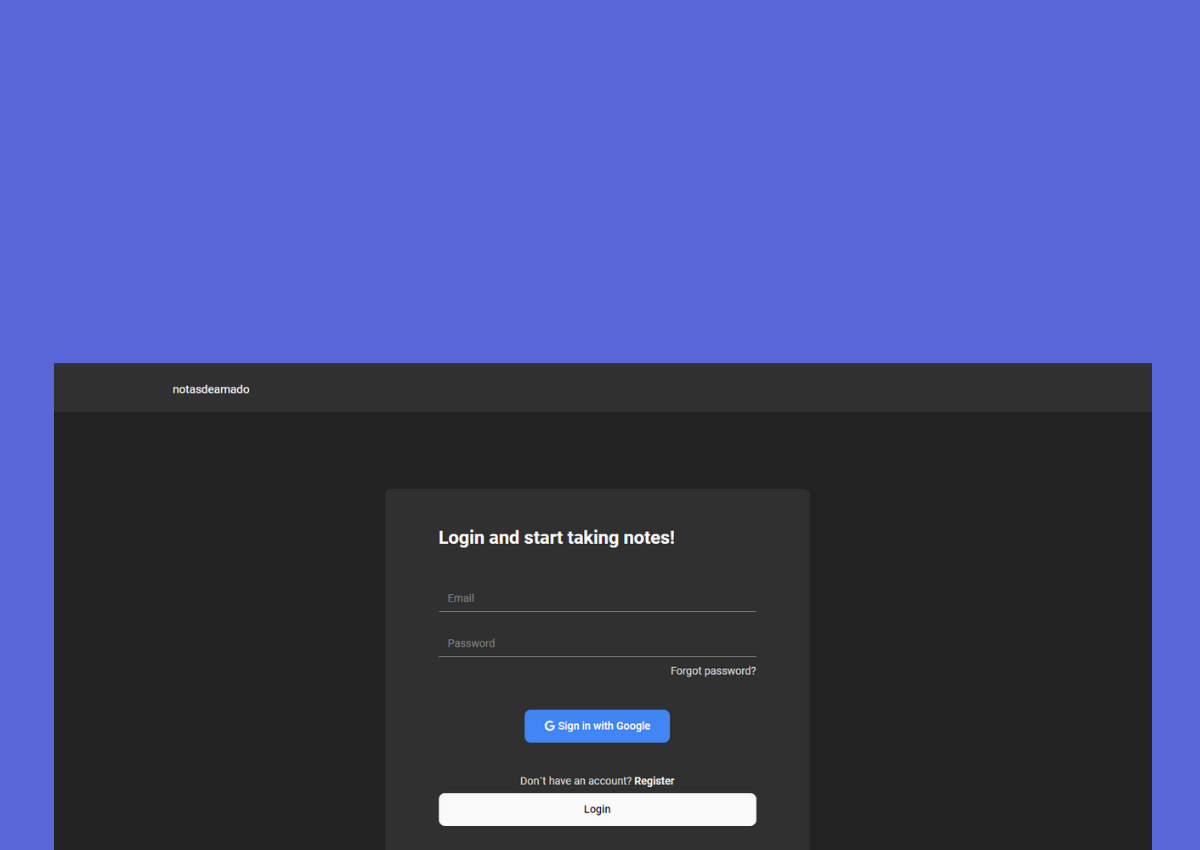 notasdeamado
Login and start taking notes!
Email
Password
Forgot password?
Sign in with Google
Don`t have an account? Register
Login